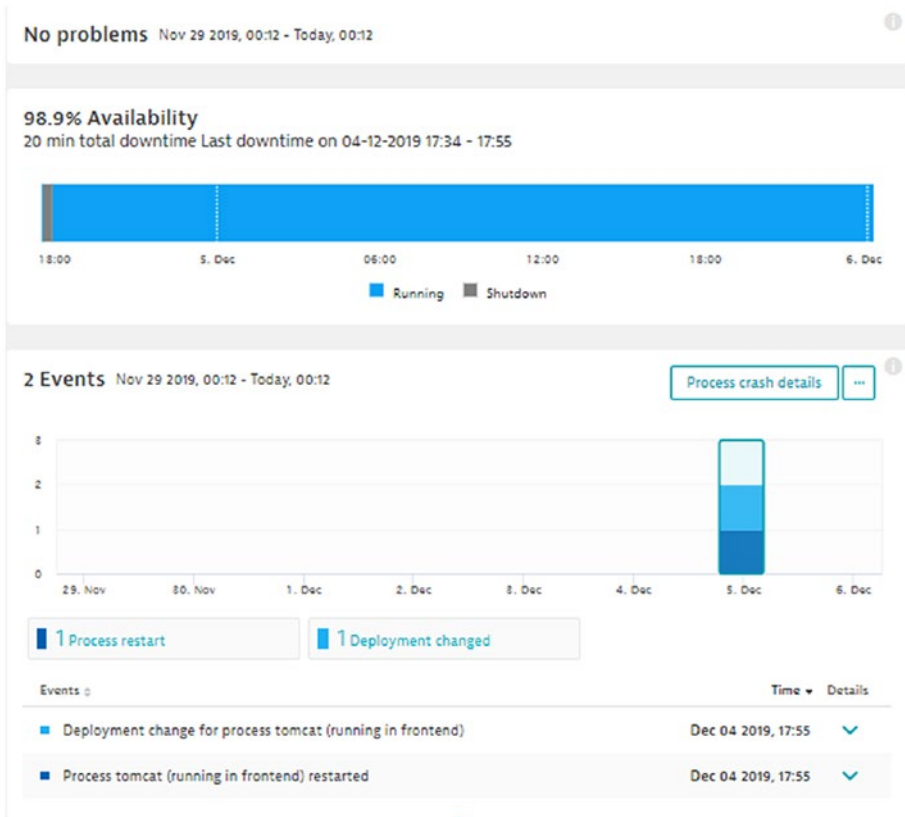 No problems Nov 29 2019, 00:12 - Today, 00:12
98.9% Availability
20 min total downtime Last downtime on 04-12-2019 17:34 - 17:55
18:00 5. Dec 06:00 12:00 18:00 6. Dec
Running Shutdown
2 Events Nov 29 2019, 00:12 - Today, 00:12 Process crash details ...
3
2
1
0
29. Nov 30. Nov 1. Dec 2. Dec 3. Dec 4. Dec 5. Dec 6. Dec
1 Process restart 1 Deployment changed
Events Time Details
Deployment change for process tomcat (running in frontend) Dec 04 2019, 17:55
Process tomcat (running in frontend) restarted Dec 04 2019, 17:55